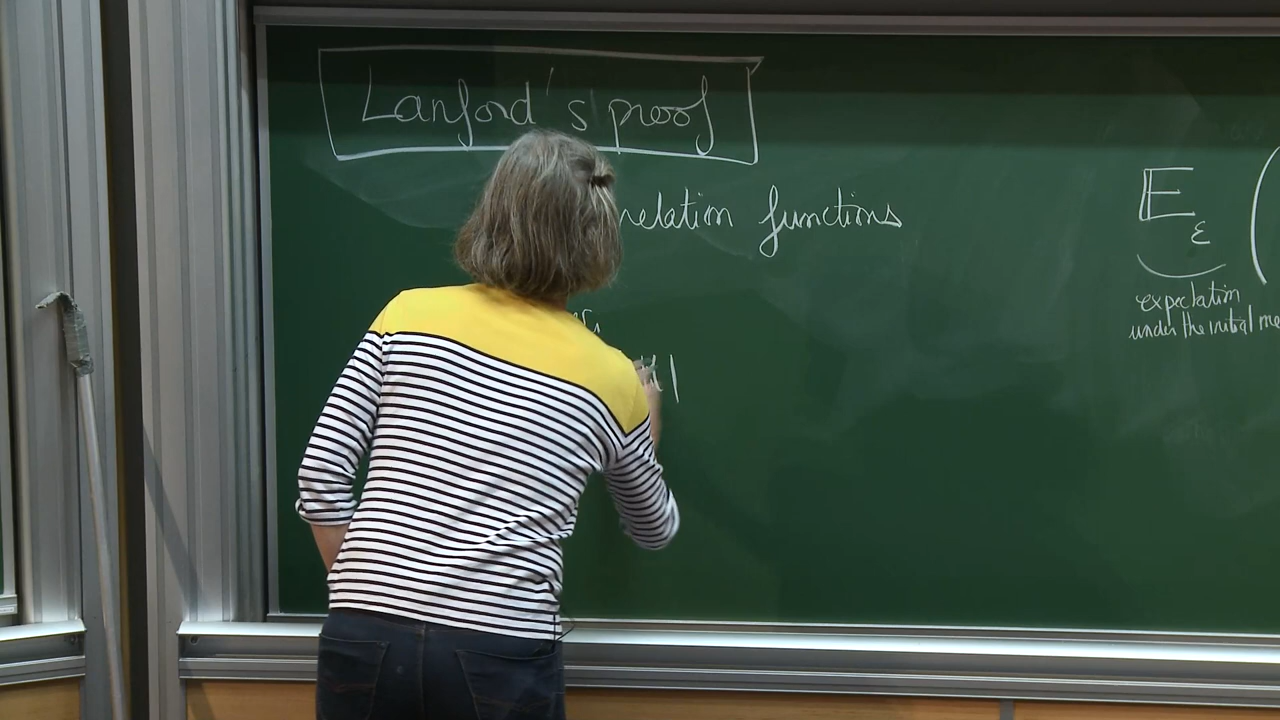 Lanford's proof
relation functions
E ε (
expectation
under the initial me